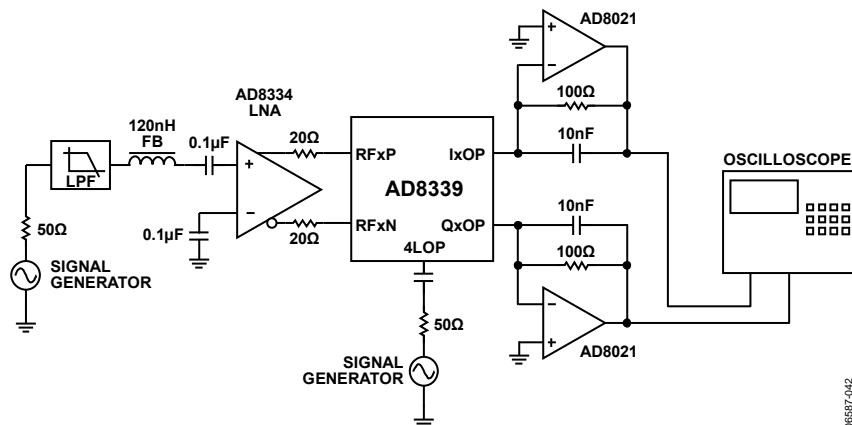 AD8021
100Ω
10nF
AD8334
LNA
120nH
FB
0.1µF
20Ω
LPF
RFxP
IxOP
AD8339
OSCILLOSCOPE
50Ω
0.1µF
20Ω
RFxN
QxOP
4LOP
10nF
100Ω
SIGNAL
GENERATOR
50Ω
AD8021
SIGNAL
GENERATOR
06587-042